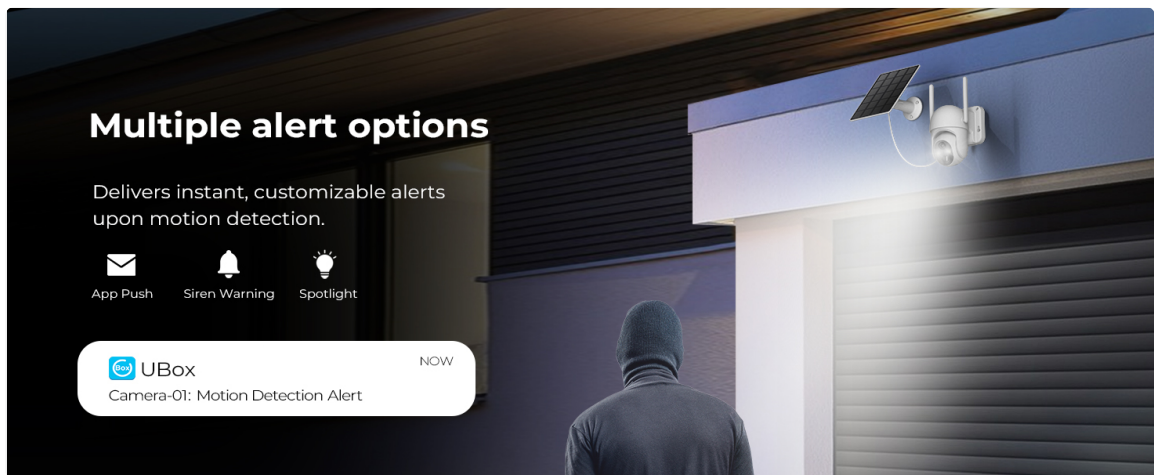 Multiple alert options
Delivers instant, customizable alerts
upon motion detection.
App Push
Siren Warning
Spotlight
Box
UBox
NOW
Camera-01: Motion Detection Alert